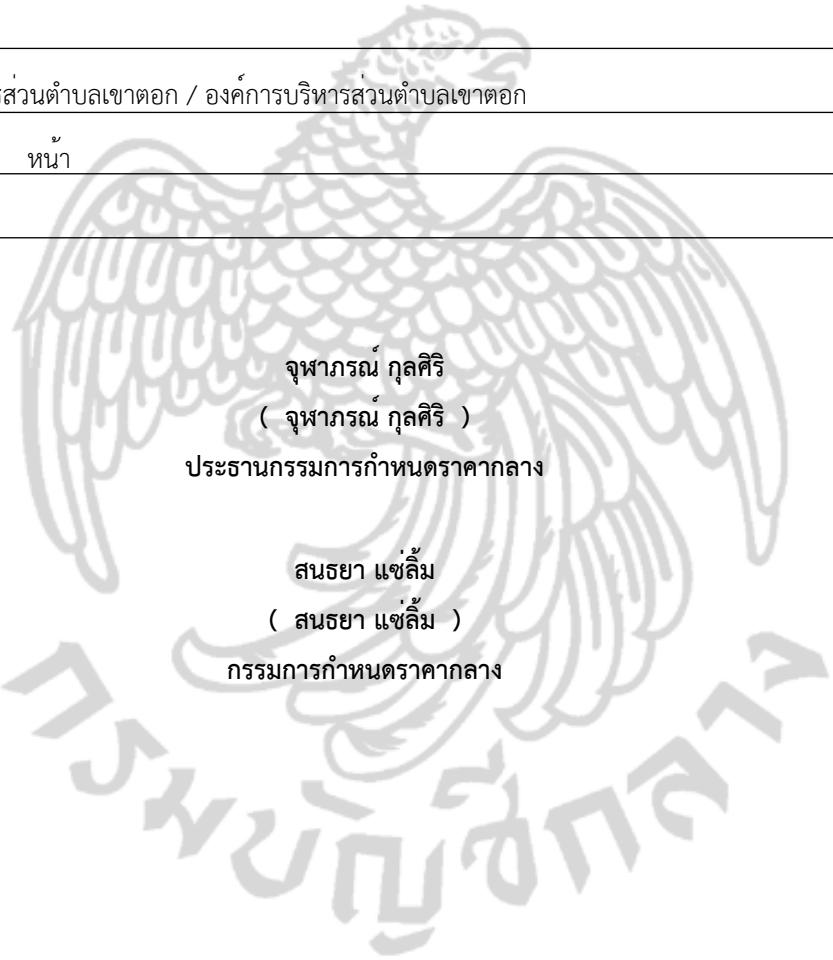 ส่วนตำบลเขาตอก / องค์การบริหารส่วนตำบลเขาตอก
หน้า
จุฬาภรณ์ กุลศิริ
( จุฬาภรณ์ กุลศิริ )
ประธานกรรมการกำหนดราคากลาง
สนธยา แซ่ลิ้ม
( สนธยา แซ่ลิ้ม )
กรรมการกำหนดราคากลาง
กรมบัญชีกลาง